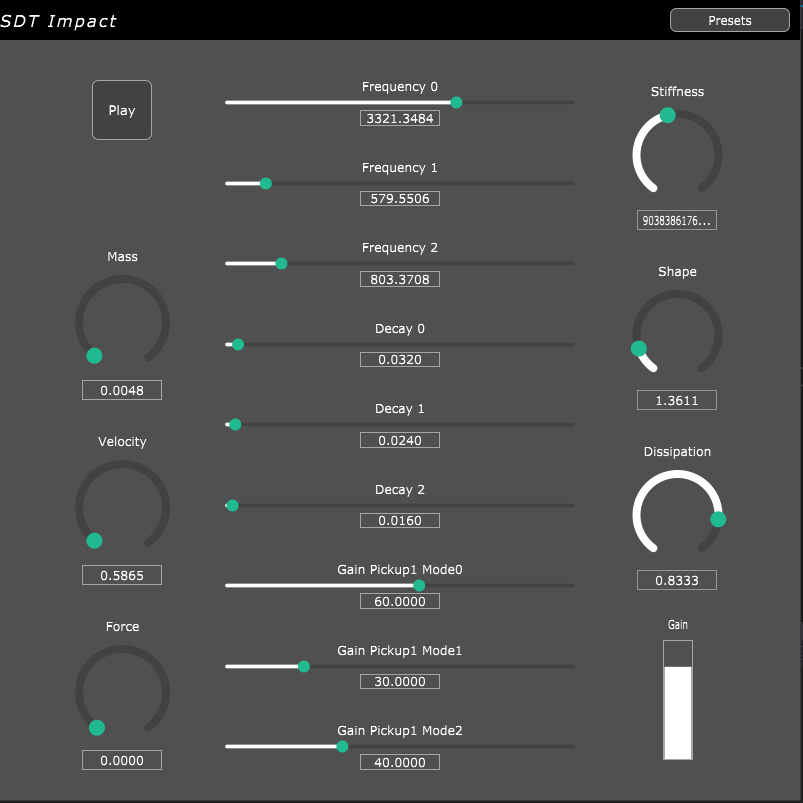 SDT Impact
Presets
Play
Mass
0.0048
Velocity
0.5865
Force
0.0000
Frequency 0
3321.3484
Frequency 1
579.5506
Frequency 2
803.3708
Decay 0
0.0320
Decay 1
0.0240
Decay 2
0.0160
Gain Pickup1 Mode0
60.0000
Gain Pickup1 Mode1
30.0000
Gain Pickup1 Mode2
40.0000
Stiffness
9038386176...
Shape
1.3611
Dissipation
0.8333
Gain